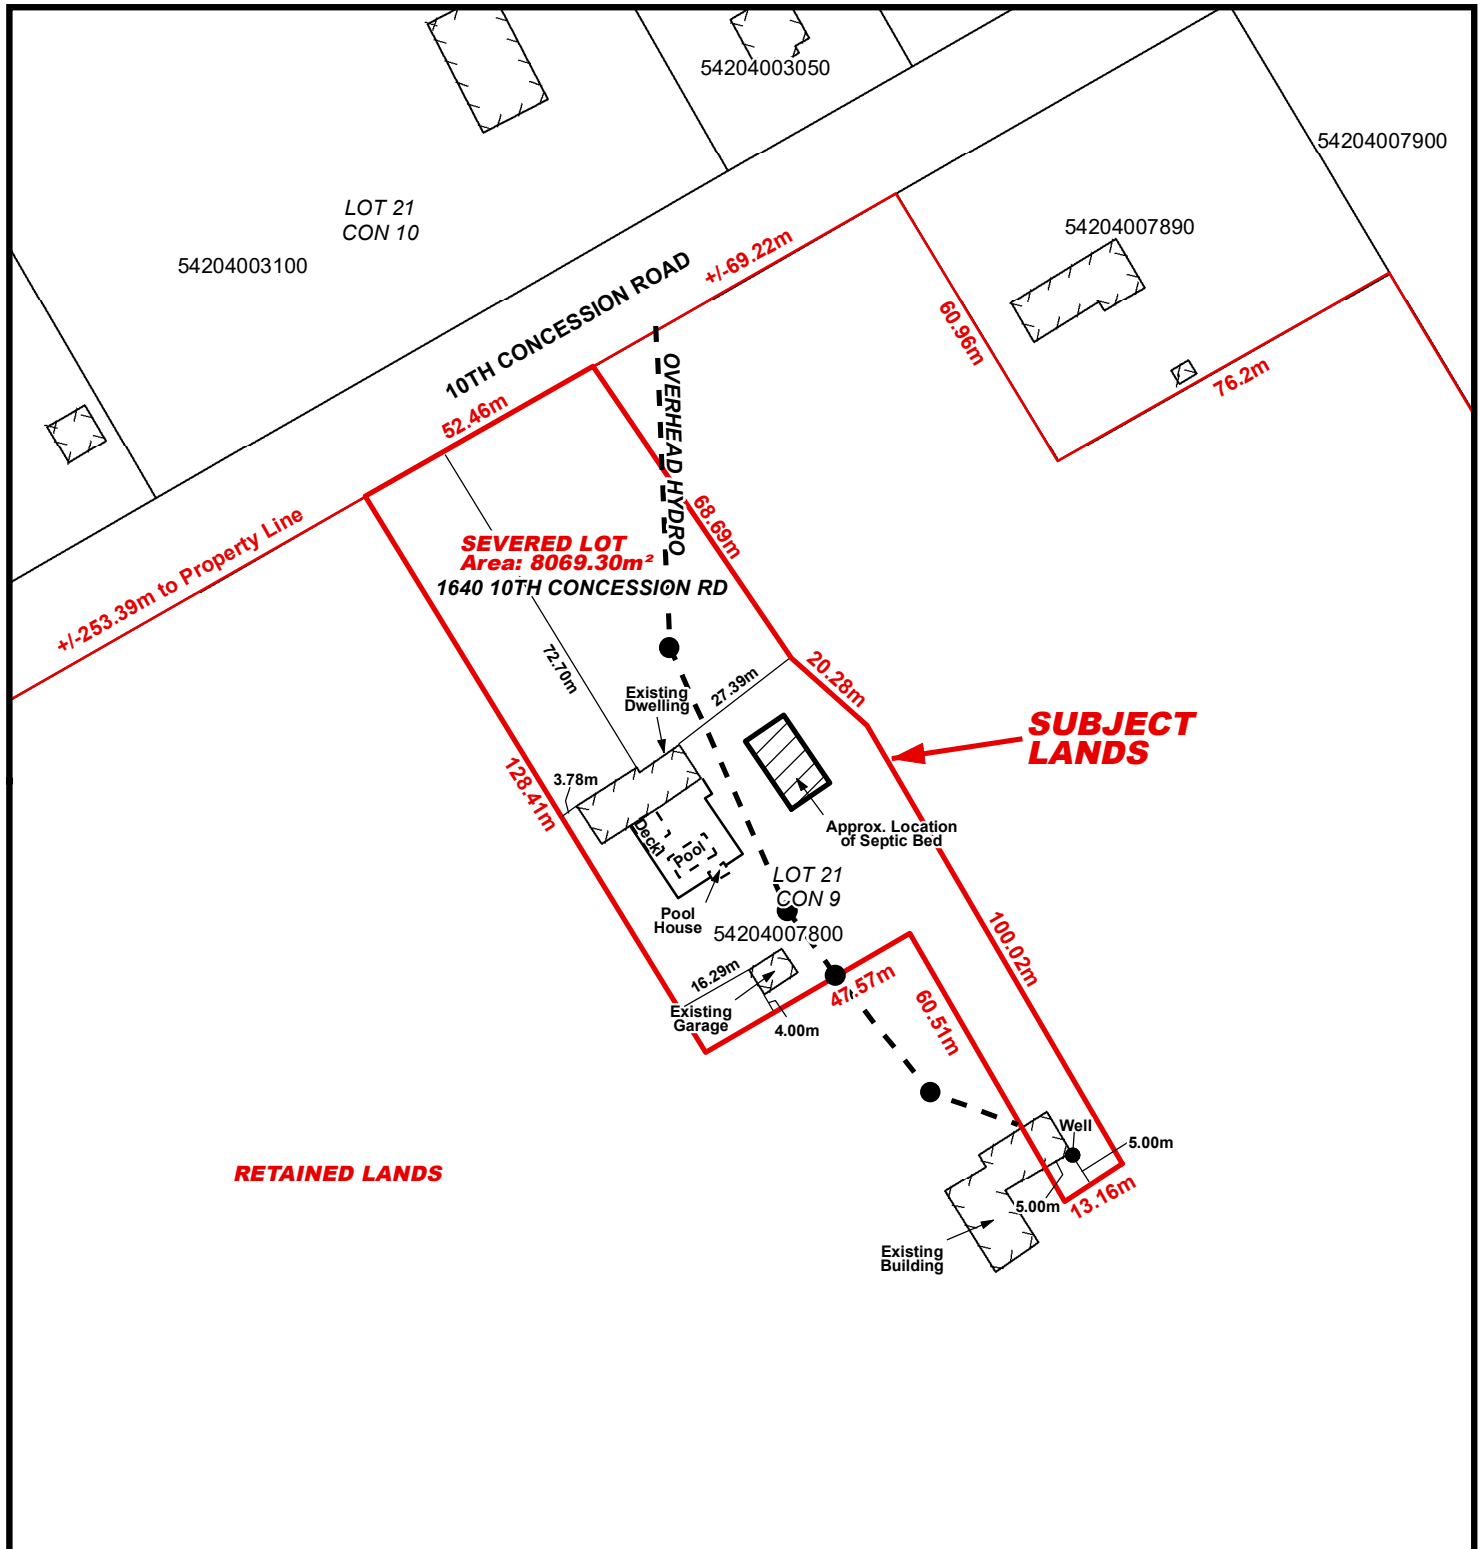 54204003050
54204007900
LOT 21
CON 10
54204003100
54204007890
10TH CONCESSION ROAD
+/-69.22m
60.96m
76.2m
52.46m
OVERHEAD HYDRO
68.69m
+/-253.39m to Property Line
SEVERED LOT
Area: 8069.30m²
1640 10TH CONCESSION RD
72.70m
27.39m
20.28m
Existing
Dwelling
SUBJECT
LANDS
3.78m
128.41m
Deck
Pool
Approx. Location
of Septic Bed
LOT 21
CON 9
Pool
House
54204007800
100.02m
16.29m
47.57m
Existing
Garage
4.00m
60.51m
Well
5.00m
RETAINED LANDS
5.00m
13.16m
Existing
Building